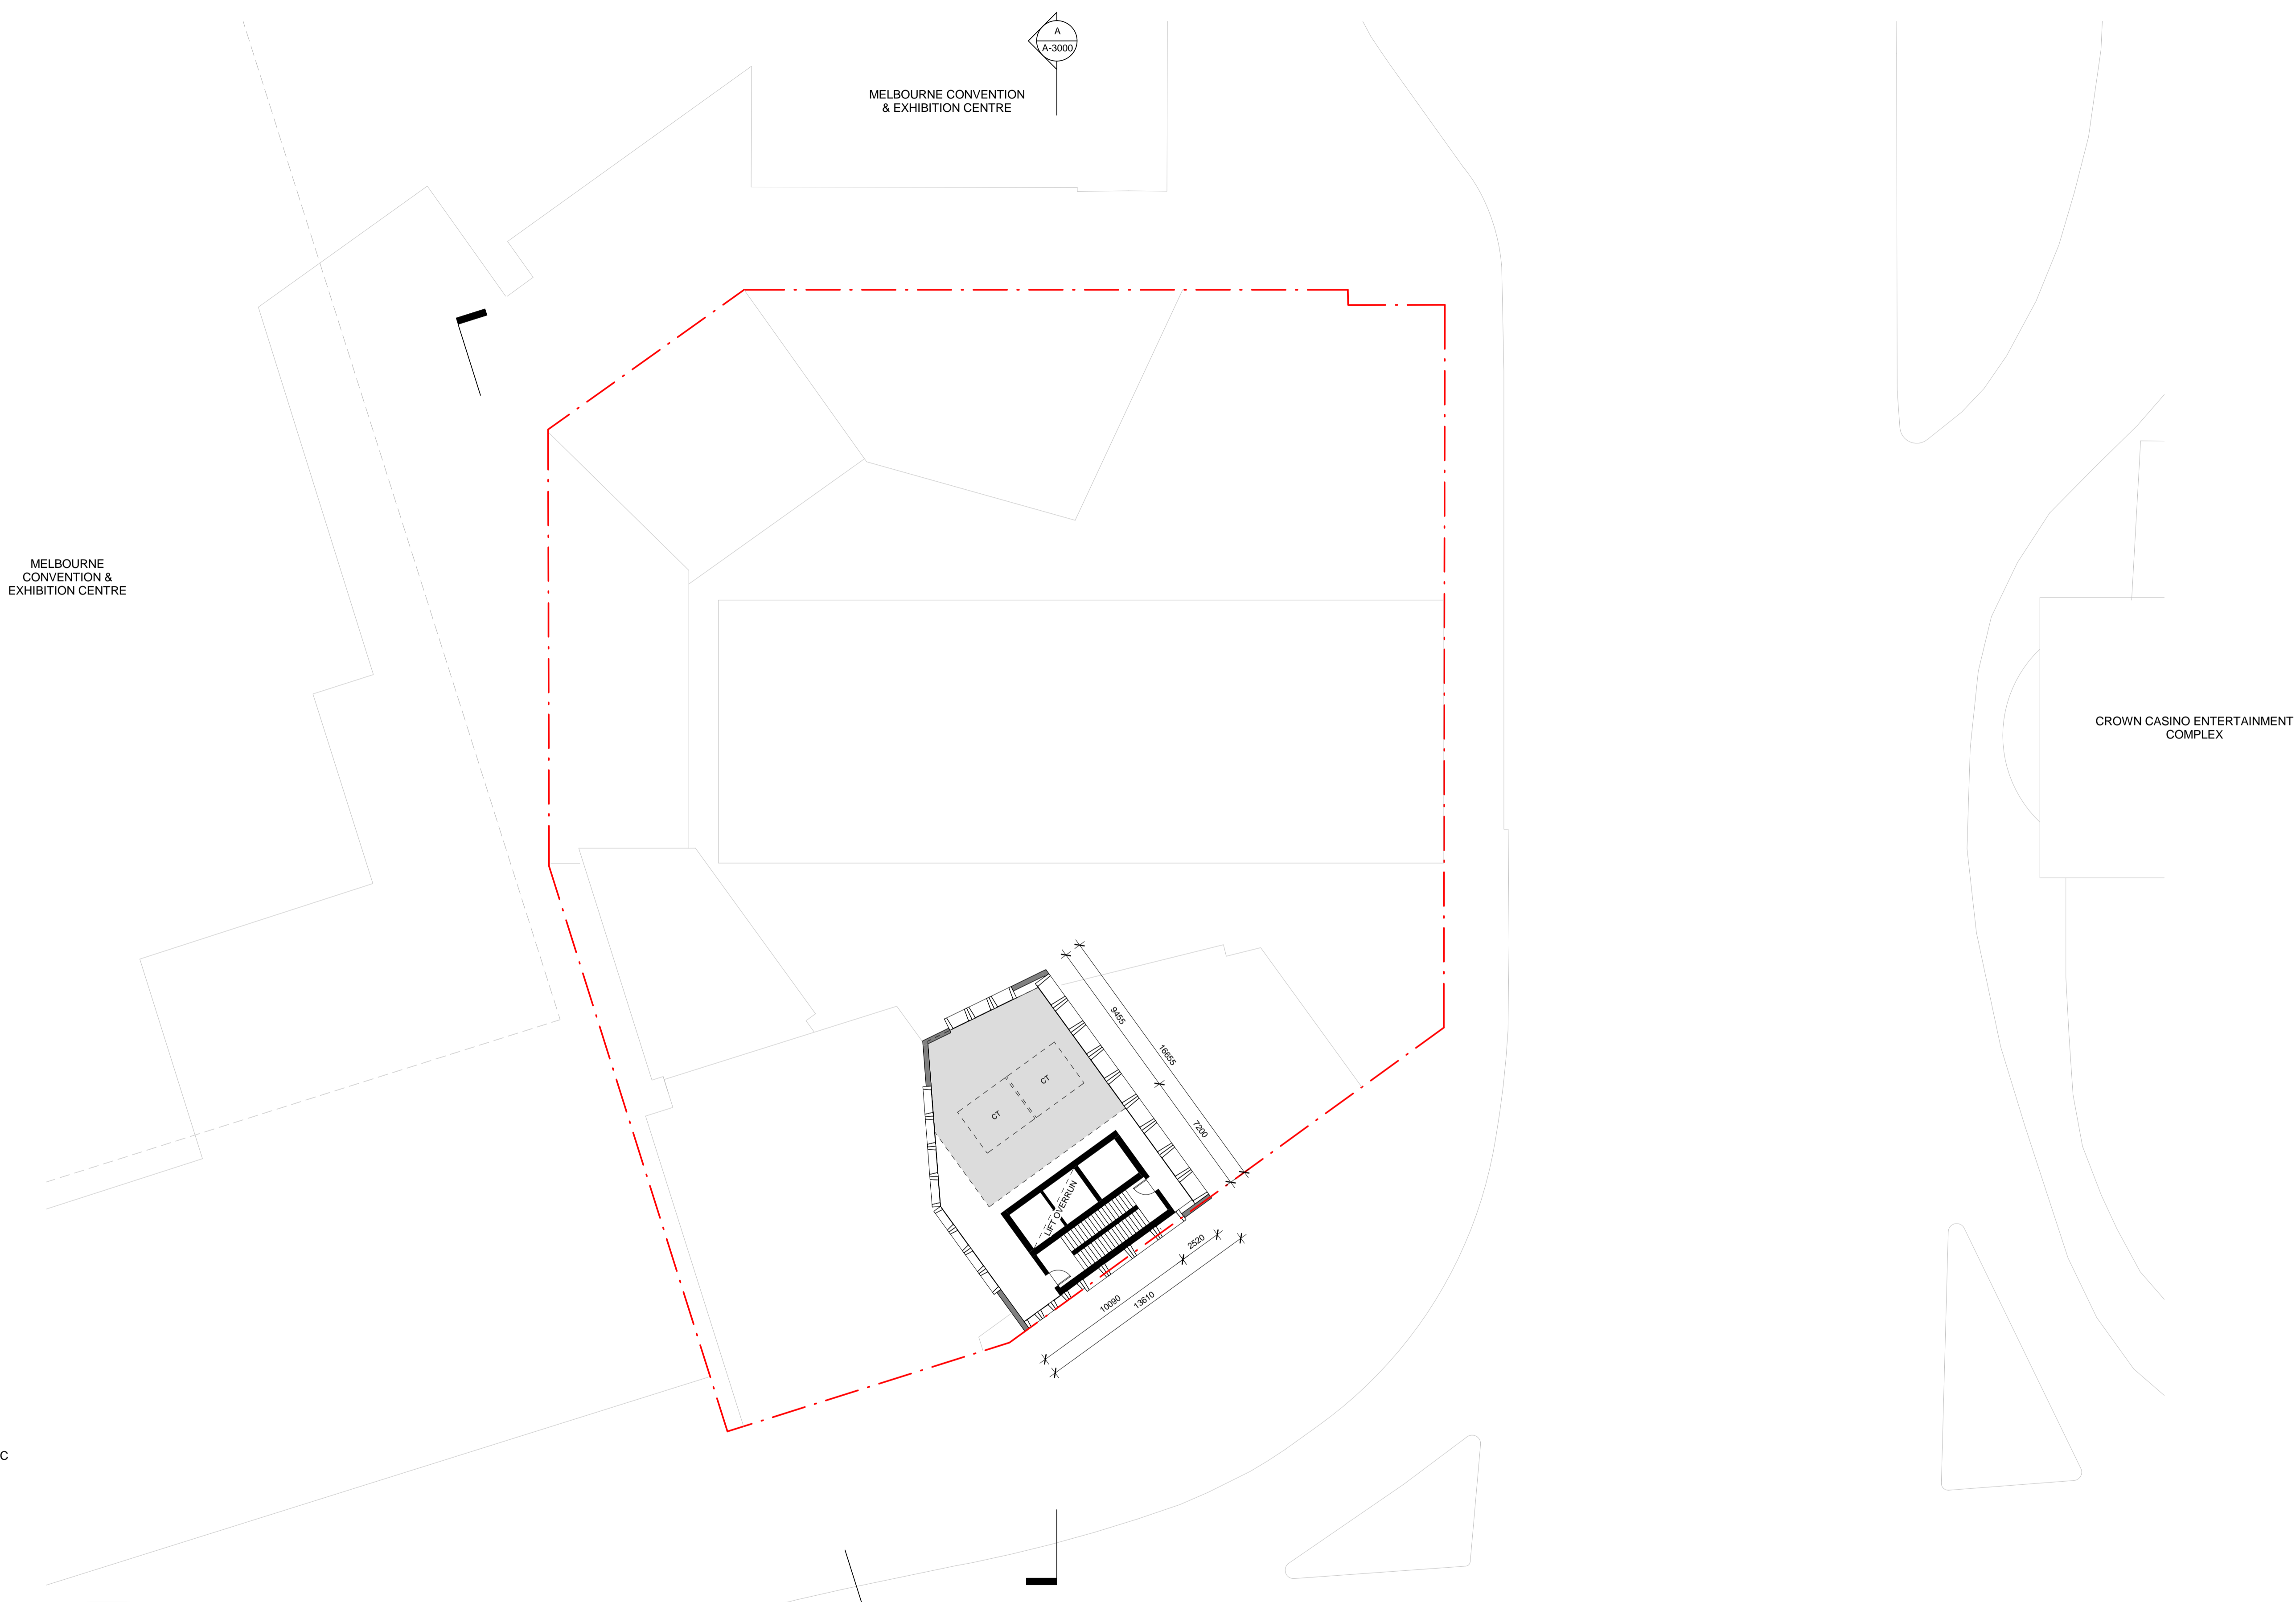 A
A-3000
MELBOURNE CONVENTION
& EXHIBITION CENTRE
MELBOURNE
CONVENTION &
EXHIBITION CENTRE
CROWN CASINO ENTERTAINMENT
COMPLEX
9455
16655
CT
CT
7200
LIFT OVERRUN
2520
10090
13610
C